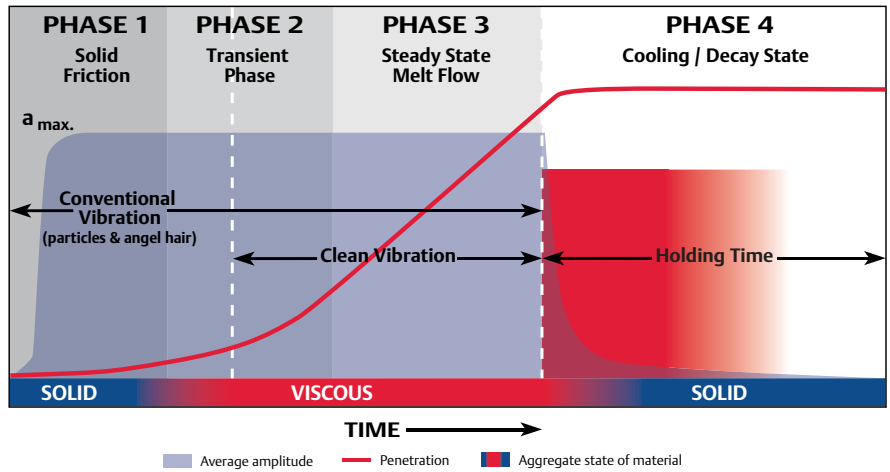 PHASE 1
Solid
Friction
PHASE 2
Transient
Phase
PHASE 3
Steady State
Melt Flow
PHASE 4
Cooling / Decay State
a max.
Conventional
Vibration
(particles & angel hair)
Clean Vibration
Holding Time
SOLID
VISCOUS
SOLID
TIME
Average amplitude
Penetration
Aggregate state of material